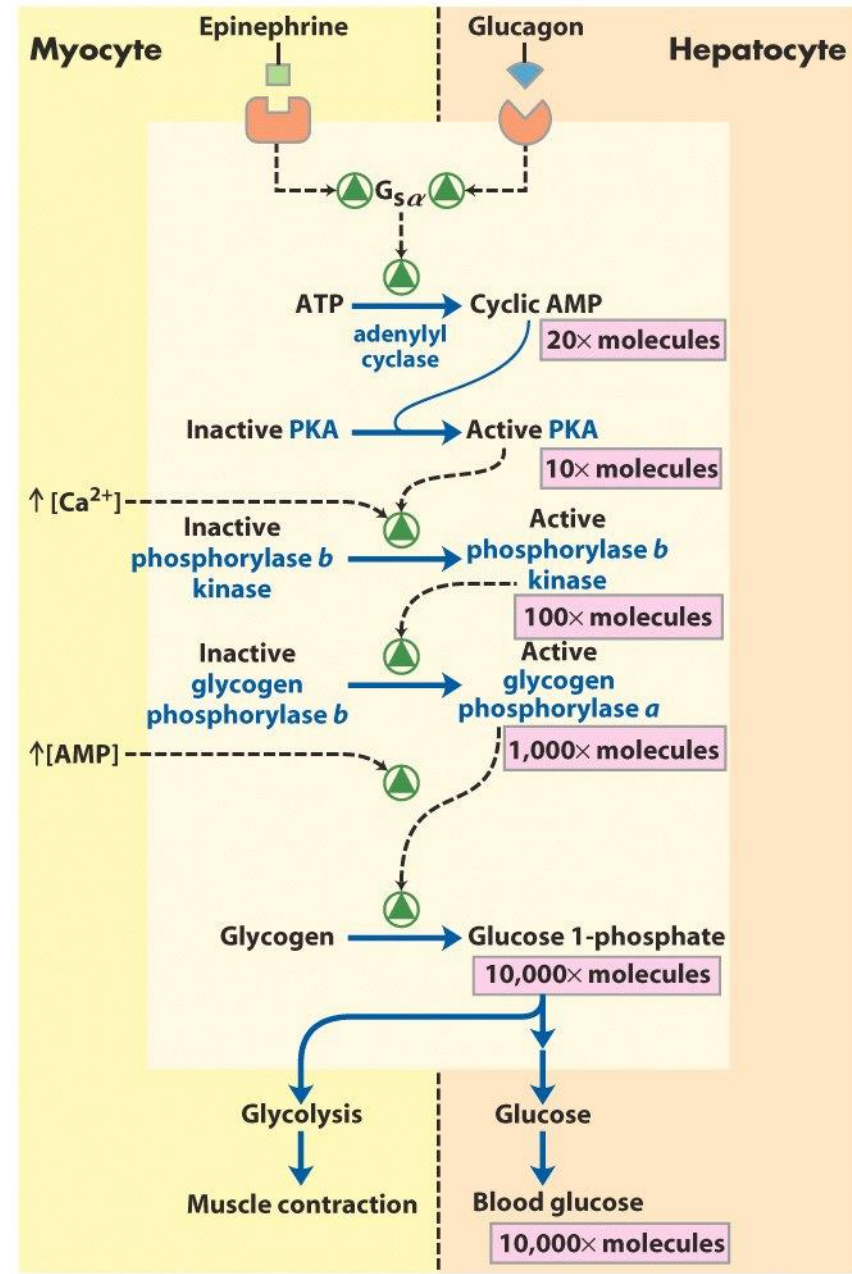 Epinephrine
Glucagon
Myocyte
Hepatocyte
Gsα
ATP
Cyclic AMP
adenylyl
cyclase
20× molecules
Inactive PKA
Active PKA
10× molecules
↑ [Ca2+]
Inactive
phosphorylase b
kinase
Active
phosphorylase b
kinase
100× molecules
Inactive
glycogen
phosphorylase b
Active
glycogen
phosphorylase a
1,000× molecules
↑[AMP]
Glycogen
Glucose 1-phosphate
10,000× molecules
Glycolysis
Glucose
Muscle contraction
Blood glucose
10,000× molecules